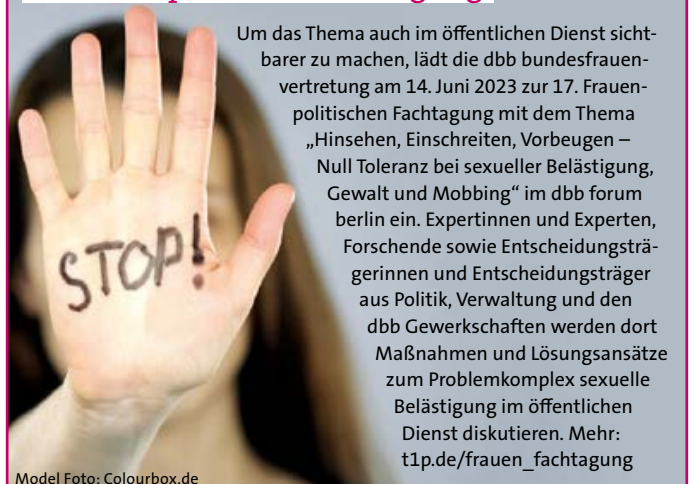 Um das Thema auch im öffentlichen Dienst sicht-
barer zu machen, lädt die dbb bundesfrauen-
vertretung am 14. Juni 2023 zur 17. Frauen-
politischen Fachtagung mit dem Thema
„Hinsehen, Einschreiten, Vorbeugen –
Null Toleranz bei sexueller Belästigung,
Gewalt und Mobbing“ im dbb forum
berlin ein. Expertinnen und Experten,
Forschende sowie Entscheidungsträ-
gerinnen und Entscheidungsträger
aus Politik, Verwaltung und den
dbb Gewerkschaften werden dort
Maßnahmen und Lösungsansätze
zum Problemkomplex sexuelle
Belästigung im öffentlichen
Dienst diskutieren. Mehr:
t1p.de/frauen_fachtagung
STOP!
Model Foto: Colourbox.de